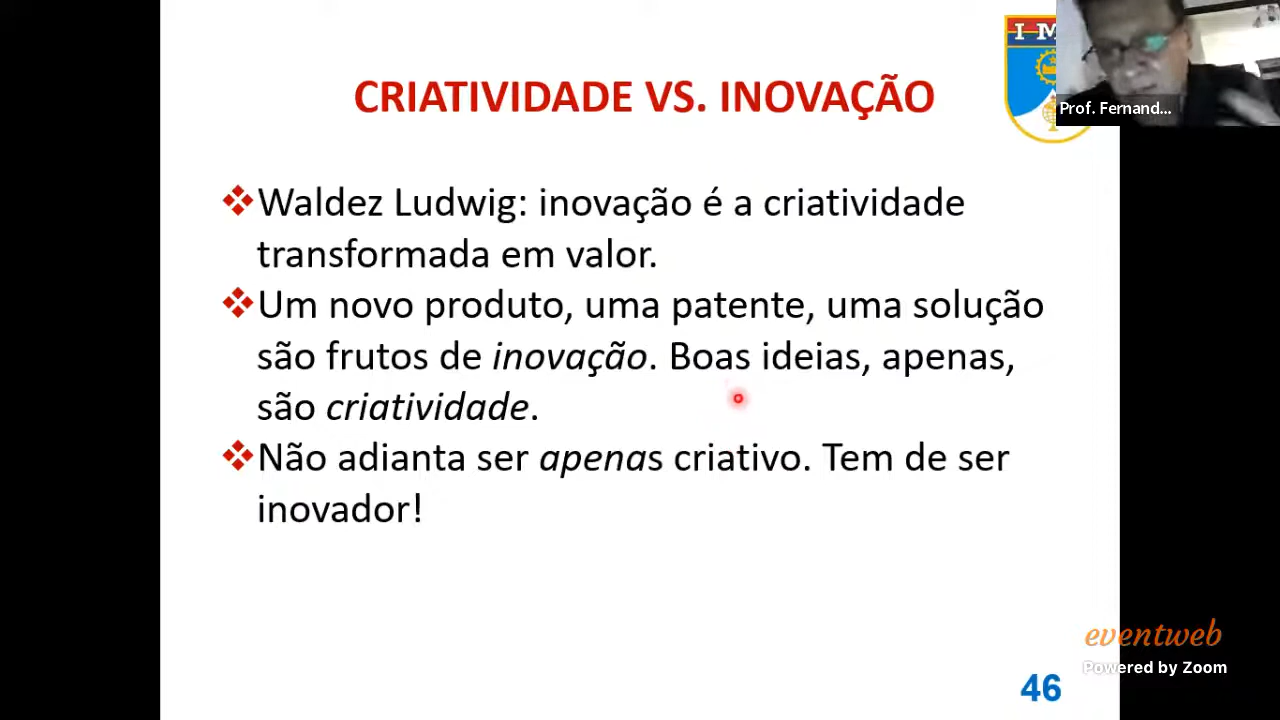 CRIATIVIDADE VS. INOVAÇÃO
I M
Prof. Fernand...
❖Waldez Ludwig: inovação é a criatividade
transformada em valor.
❖Um novo produto, uma patente, uma solução
são frutos de inovação. Boas ideias, apenas,
são criatividade.
❖Não adianta ser apenas criativo. Tem de ser
inovador!
eventweb
Powered by Zoom
46